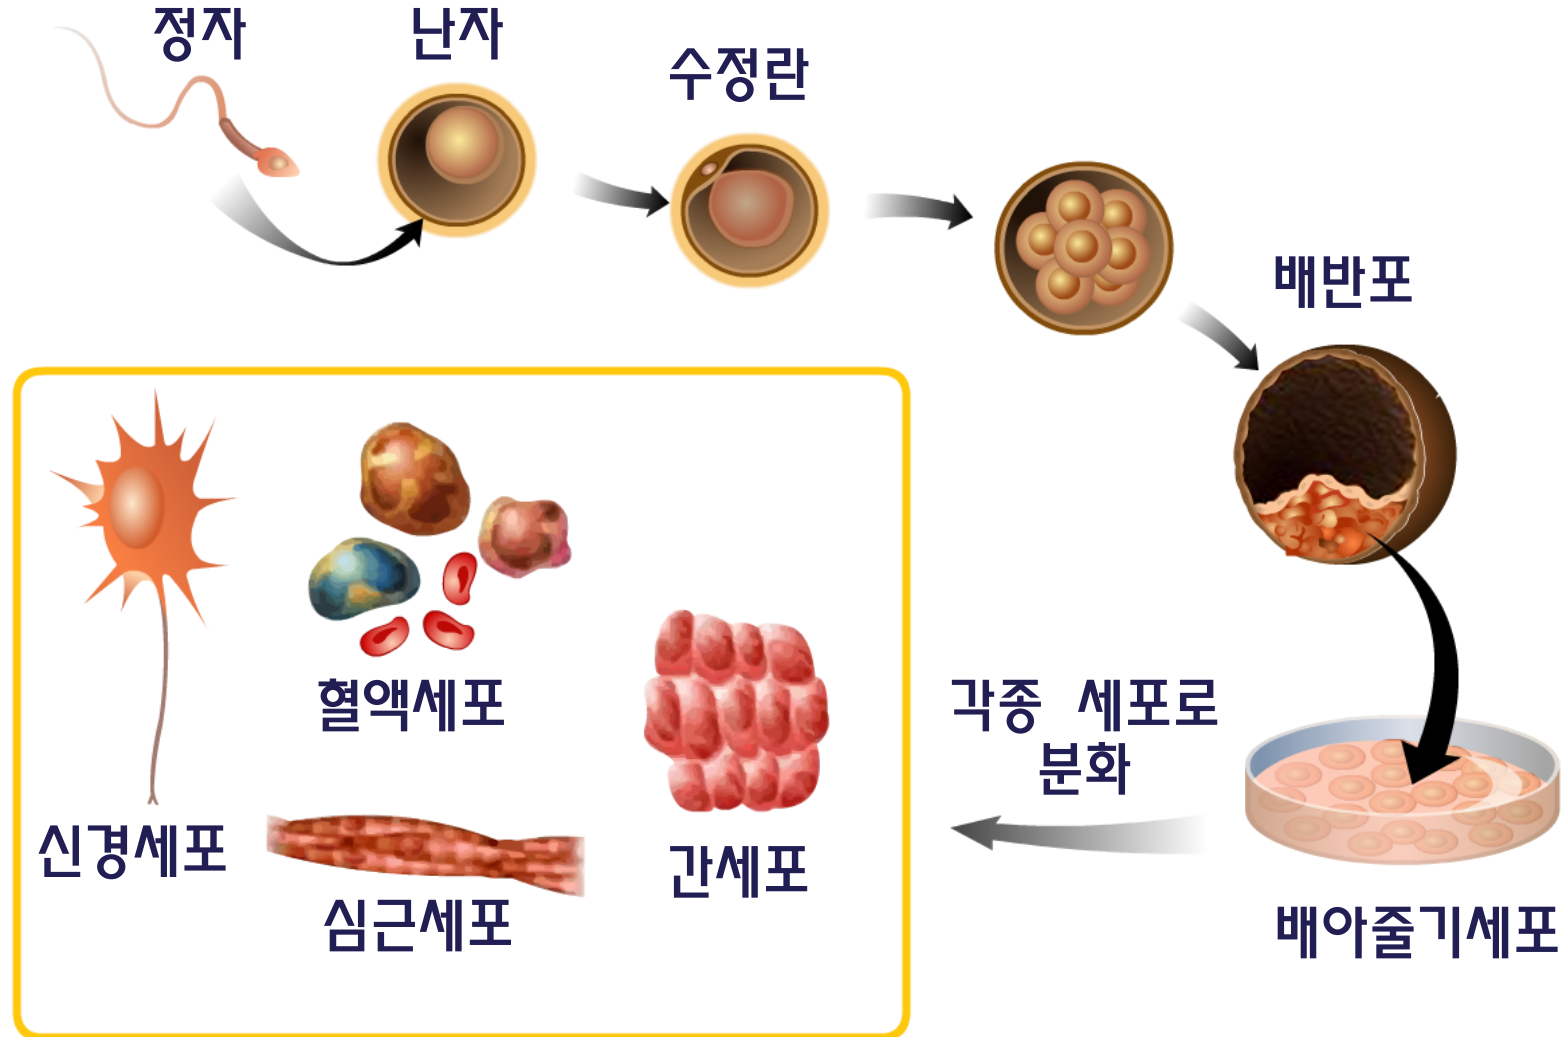 정자
난자
수정란
배반포
배아줄기세포
각종 세포로
분화
신경세포
혈액세포
심근세포
간세포